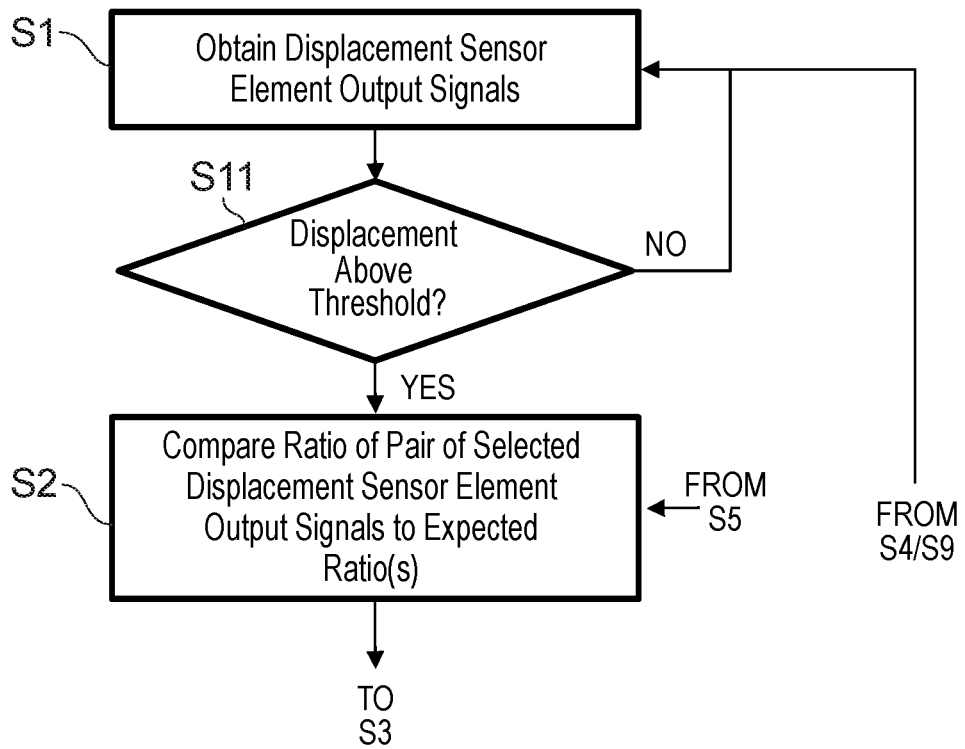 S1
Obtain Displacement Sensor
Element Output Signals
S11
Displacement
Above
Threshold?
NO
YES
S2
Compare Ratio of Pair of Selected
Displacement Sensor Element
Output Signals to Expected
Ratio(s)
FROM
S5
FROM
S4/S9
TO
S3